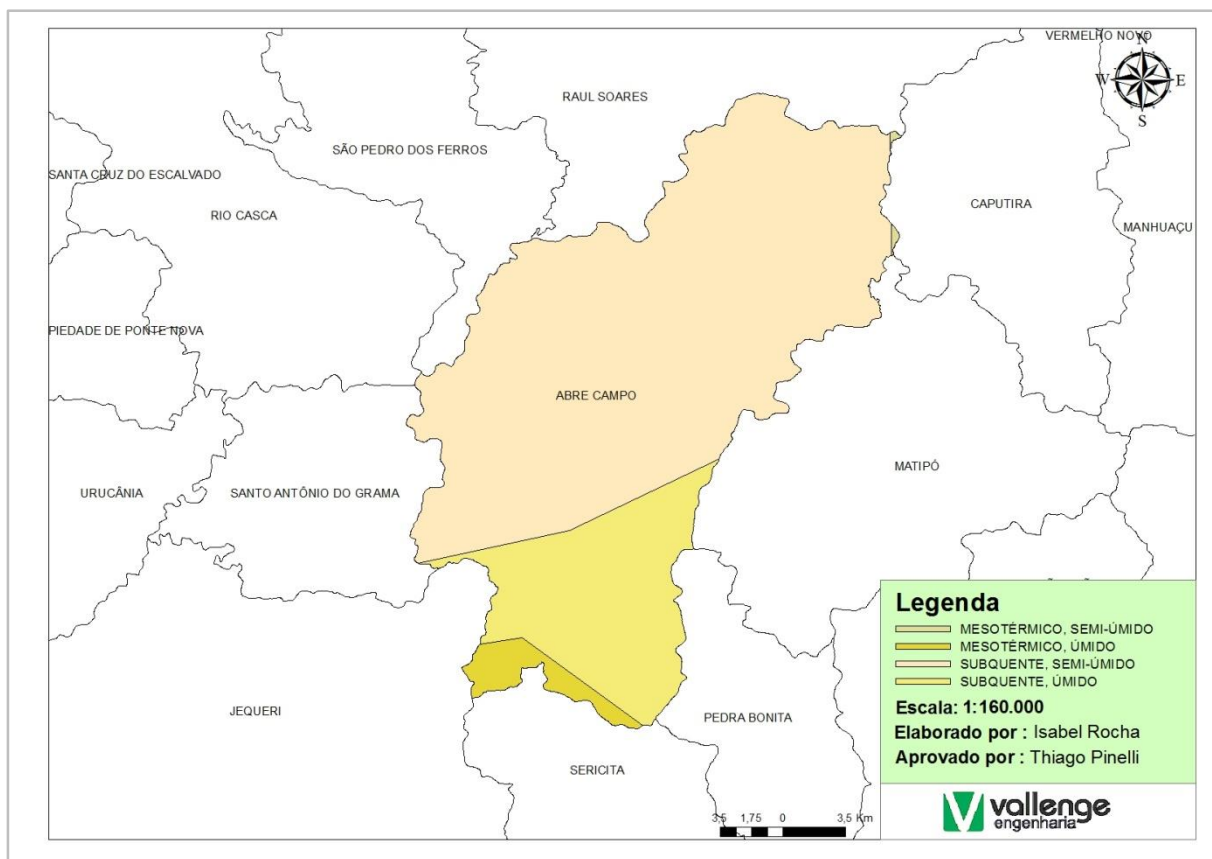 VERMELHO NOVO
N
W
E
S
RAUL SOARES
SÃO PEDRO DOS FERROS
SANTA CRUZ DO ESCALVADO
RIO CASCA
CAPUTIRA
MANHUAÇU
PIEDADE DE PONTE NOVA
ABRE CAMPO
MATIPÓ
URUCÂNIA
SANTO ANTÔNIO DO GRAMA
JEQUERI
PEDRA BONITA
SERICITA
Legenda
MESOTÉRMICO, SEMI-ÚMIDO
MESOTÉRMICO, ÚMIDO
SUBQUENTE, SEMI-ÚMIDO
SUBQUENTE, ÚMIDO
Escala: 1:160.000
Elaborado por : Isabel Rocha
Aprovado por : Thiago Pinelli
vallenge
engenharia
3,5 1,75 0 3,5 Km